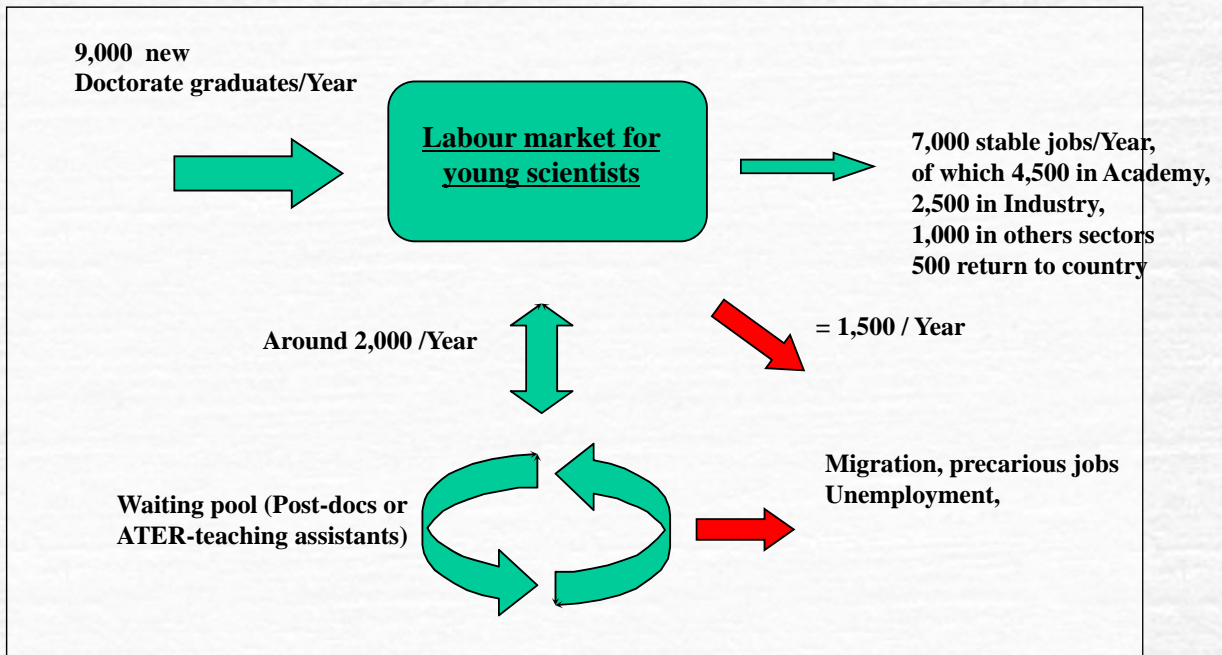 9,000 new
Doctorate graduates/Year
Labour market for
young scientists
7,000 stable jobs/Year,
of which 4,500 in Academy,
2,500 in Industry,
1,000 in others sectors
500 return to country
Around 2,000 /Year
= 1,500 / Year
Waiting pool (Post-docs or
ATER-teaching assistants)
Migration, precarious jobs
Unemployment,